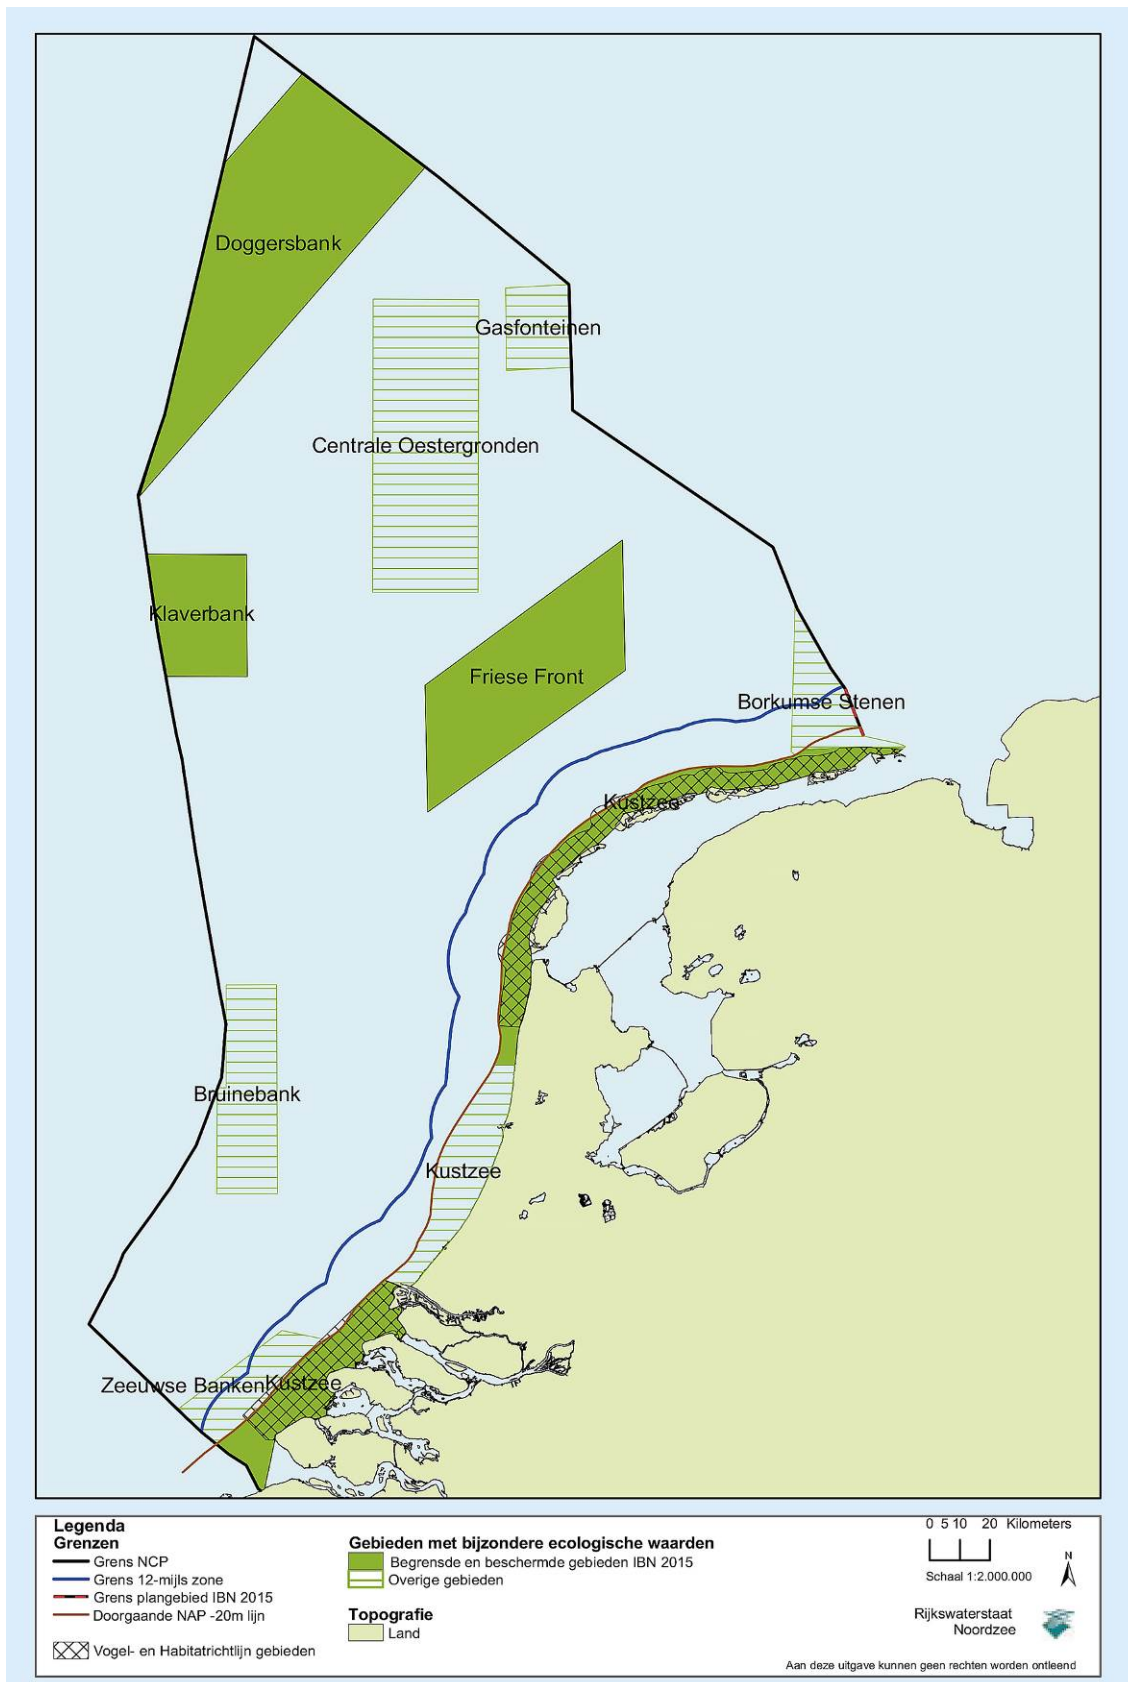 Doggersbank
Gasfonteinen
Centrale Oestergronden
Klaverbank
Friese Front
Borkumse Stenen
Kustzee
Bruinebank
Kustzee
Zeeuwse Banken
Kustzee
Legenda
Grenzen
Grens NCP
Grens 12-mijls zone
Grens plangebied IBN 2015
Doorgaande NAP -20m lijn
Vogel- en Habitatrichtlijn gebieden
Gebieden met bijzondere ecologische waarden
Begrensde en beschermde gebieden IBN 2015
Overige gebieden
Topografie
Land
0 5 10 20 Kilometers
Schaal 1:2.000.000
N
Rijkswaterstaat
Noordzee
Aan deze uitgave kunnen geen rechten worden ontleend